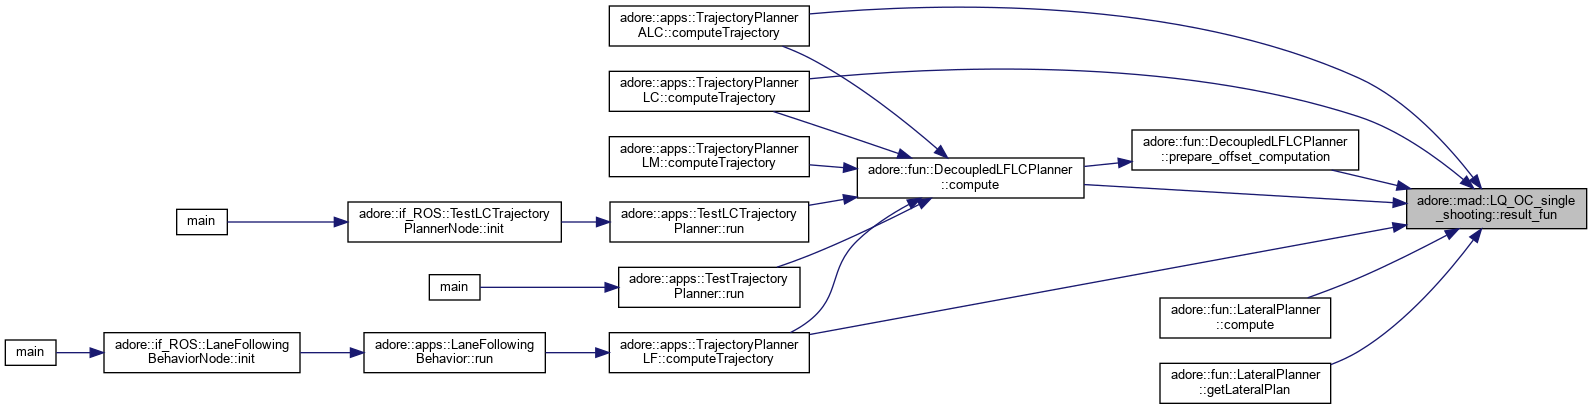 adore::apps::TrajectoryPlanner
ALC::computeTrajectory
adore::apps::TrajectoryPlanner
LC::computeTrajectory
adore::apps::TrajectoryPlanner
LM::computeTrajectory
adore::fun::DecoupledLFLCPlanner
::prepare_offset_computation
adore::fun::DecoupledLFLCPlanner
::compute
adore::mad::LQ_OC_single
_shooting::result_fun
main
adore::if_ROS::TestLCTrajectory
PlannerNode::init
adore::apps::TestLCTrajectory
Planner::run
main
adore::apps::TestTrajectory
Planner::run
adore::fun::LateralPlanner
::compute
main
adore::if_ROS::LaneFollowing
BehaviorNode::init
adore::apps::LaneFollowing
Behavior::run
adore::apps::TrajectoryPlanner
LF::computeTrajectory
adore::fun::LateralPlanner
::getLateralPlan